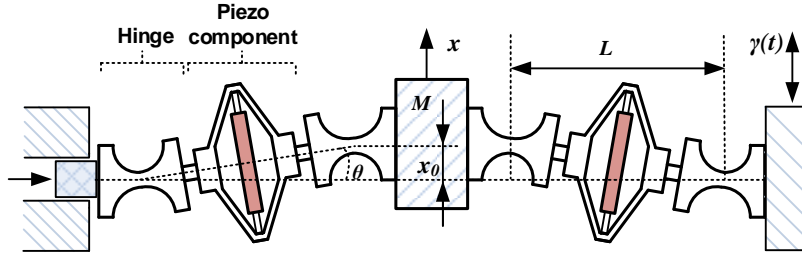 Piezo
Hinge component
x
L
γ(t)
M
x₀
θ